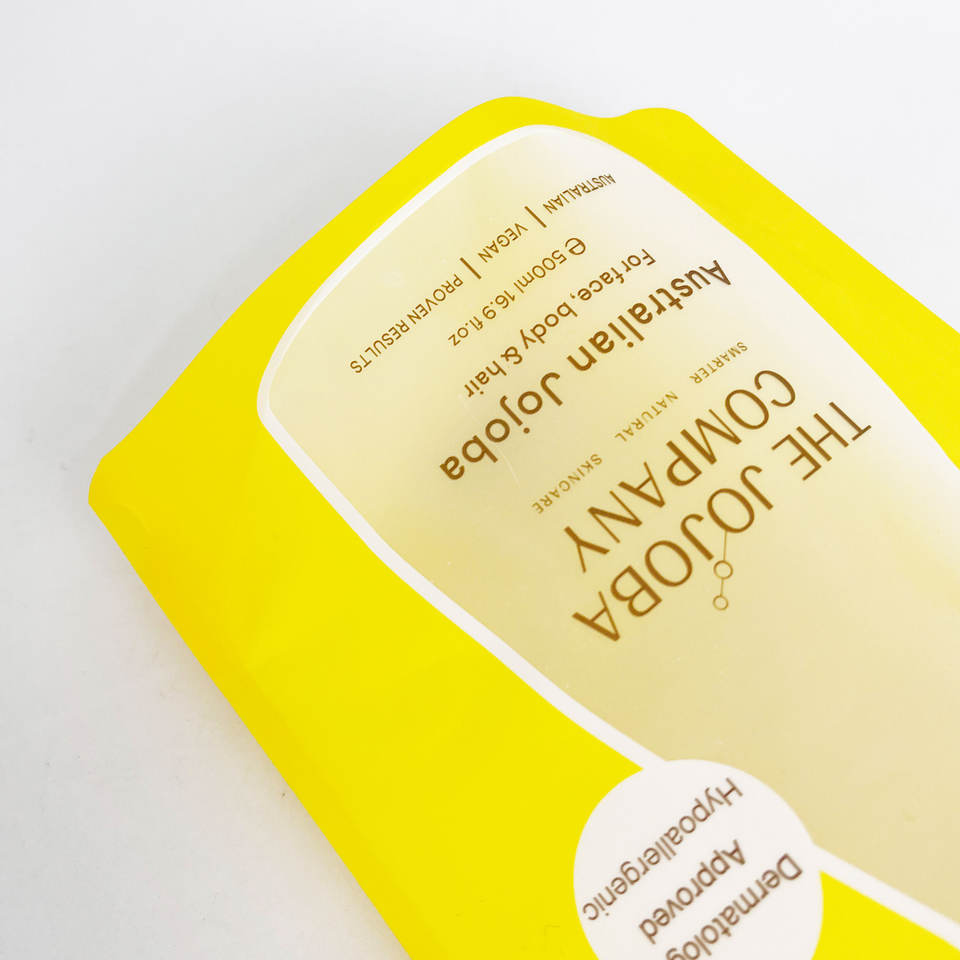 THE JOJOBA
COMPANY
SMARTER NATURAL SKINCARE
Australian Jojoba
For face, body & hair
℮ 500ml 16.9 fl.oz
AUSTRALIAN | VEGAN | PROVEN RESULTS
Approved
Hypoallergenic